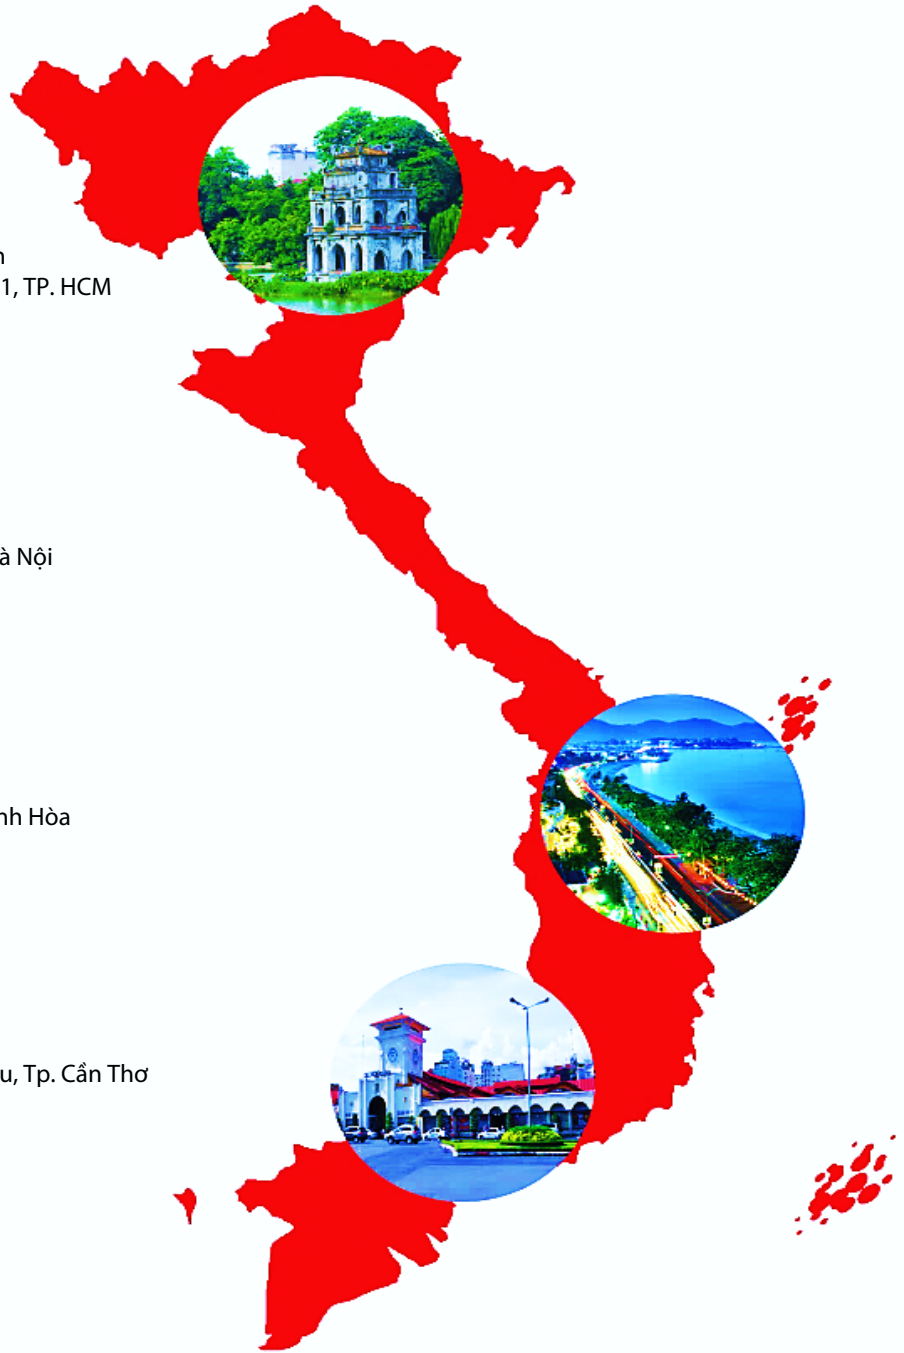 n
1, TP. HCM
à Nội
nh Hòa
u, Tp. Cần Thơ